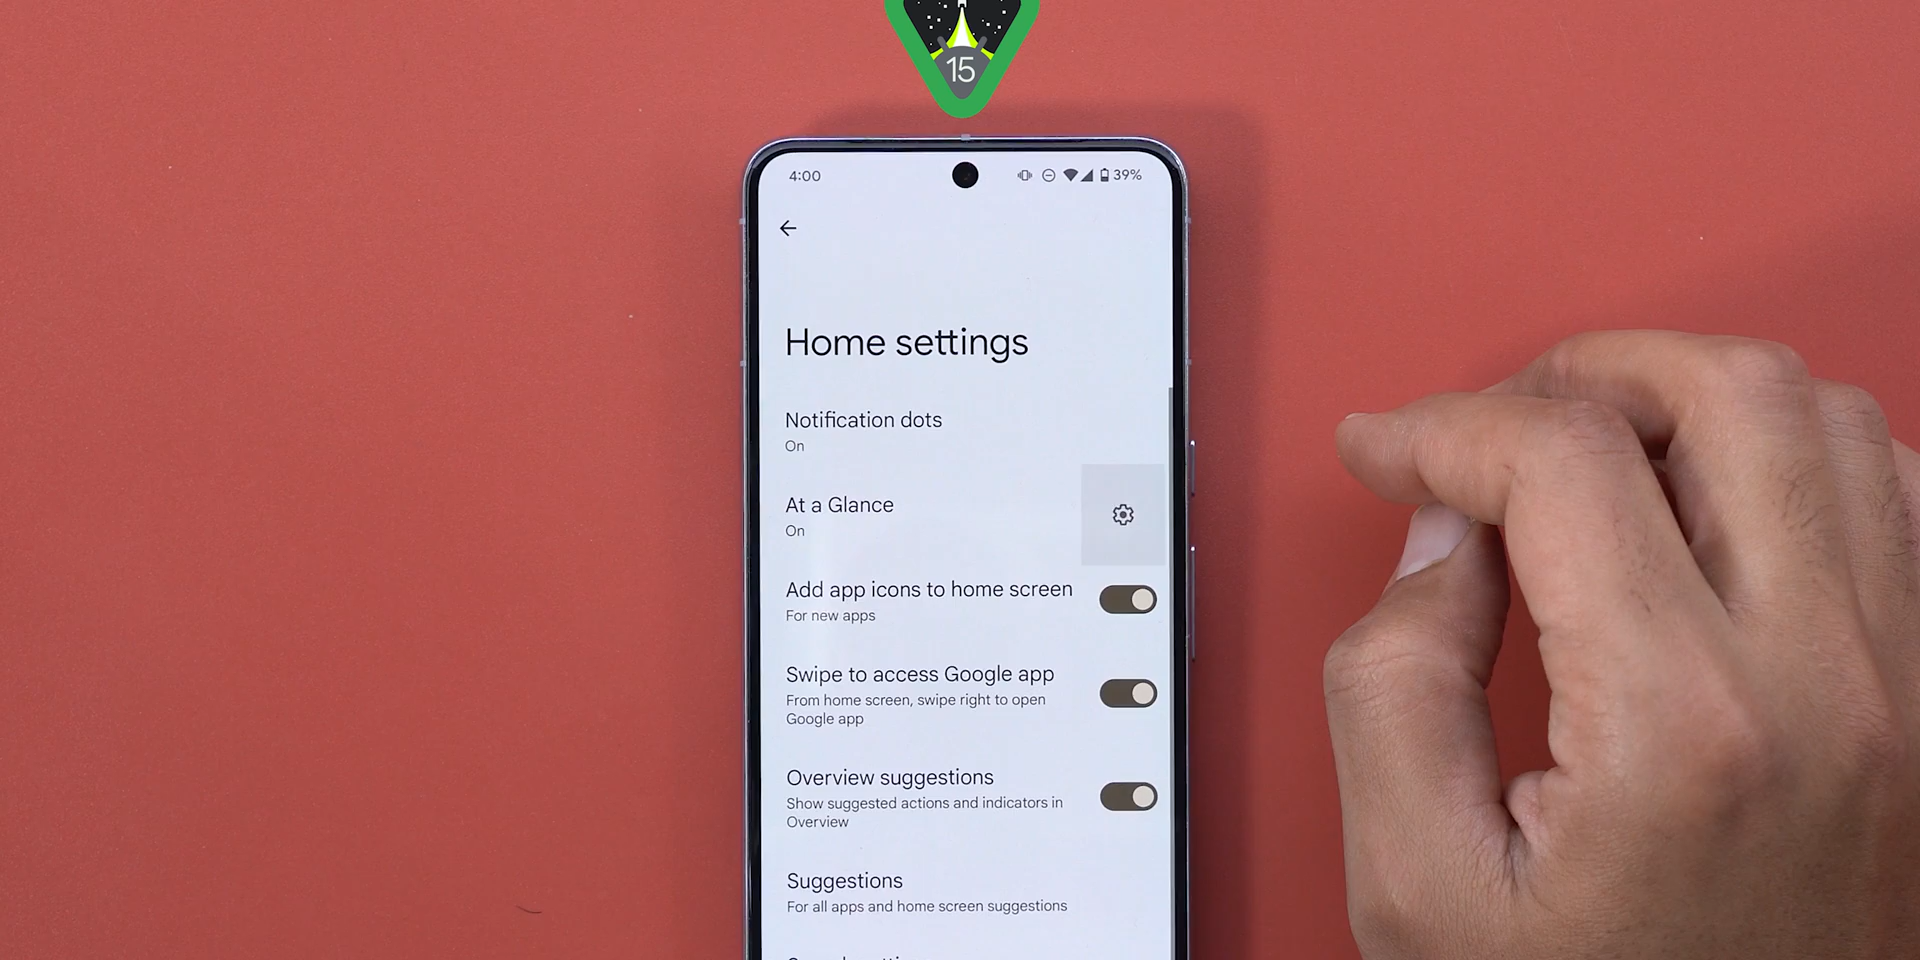 15
4:00
39%
Home settings
Notification dots
On
At a Glance
On
Add app icons to home screen
For new apps
Swipe to access Google app
From home screen, swipe right to open
Google app
Overview suggestions
Show suggested actions and indicators in
Overview
Suggestions
For all apps and home screen suggestions